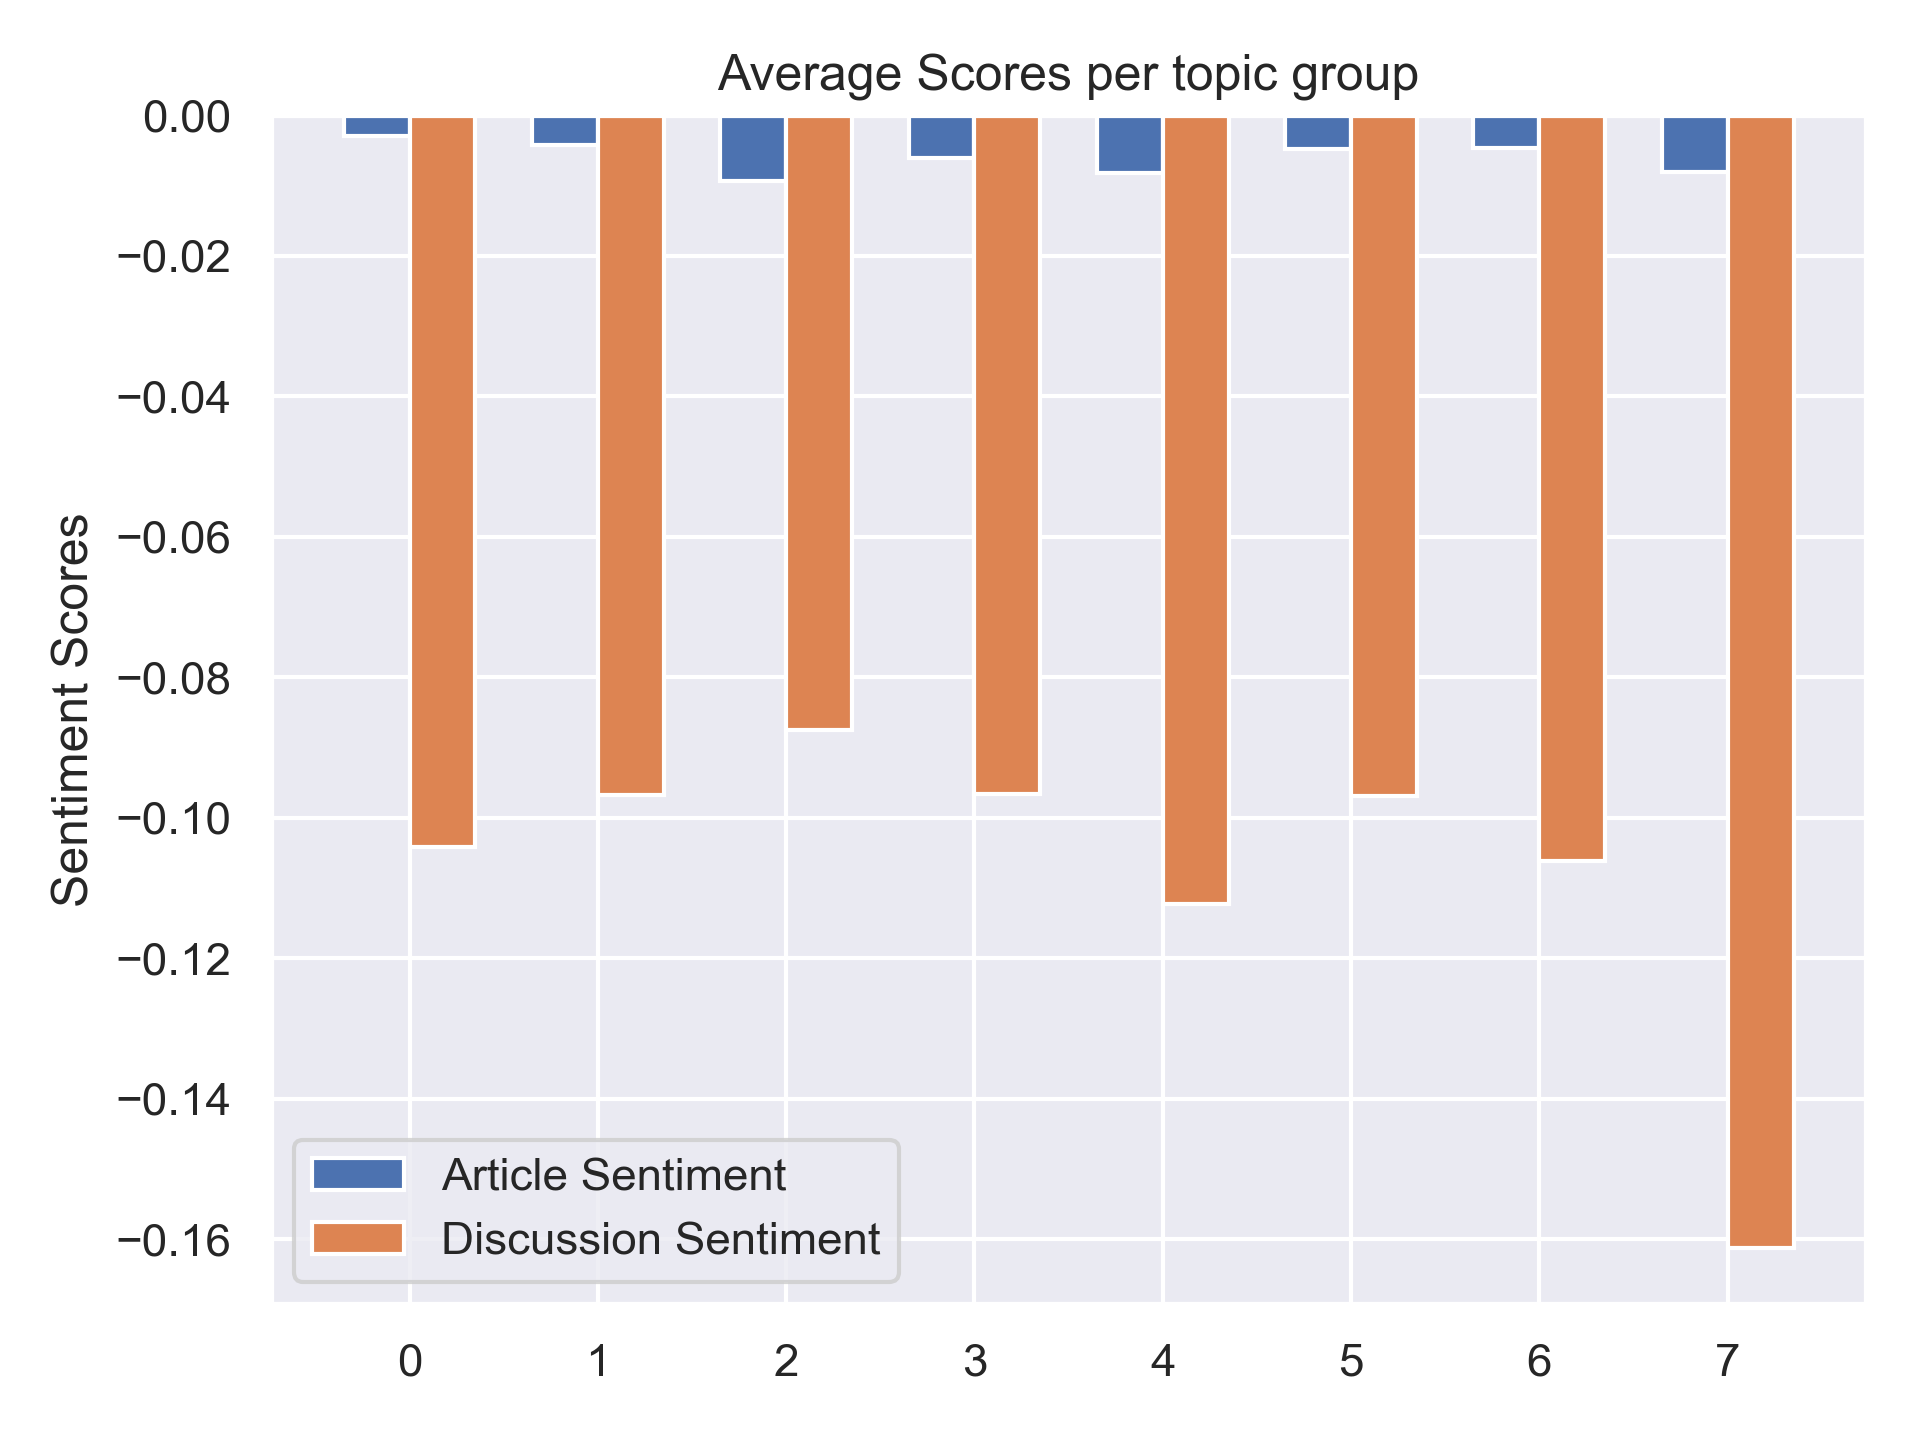 Average Scores per topic group
0.00
−0.02
−0.04
−0.06
−0.08
−0.10
−0.12
−0.14
−0.16
Sentiment Scores
Article Sentiment
Discussion Sentiment
0 1 2 3 4 5 6 7